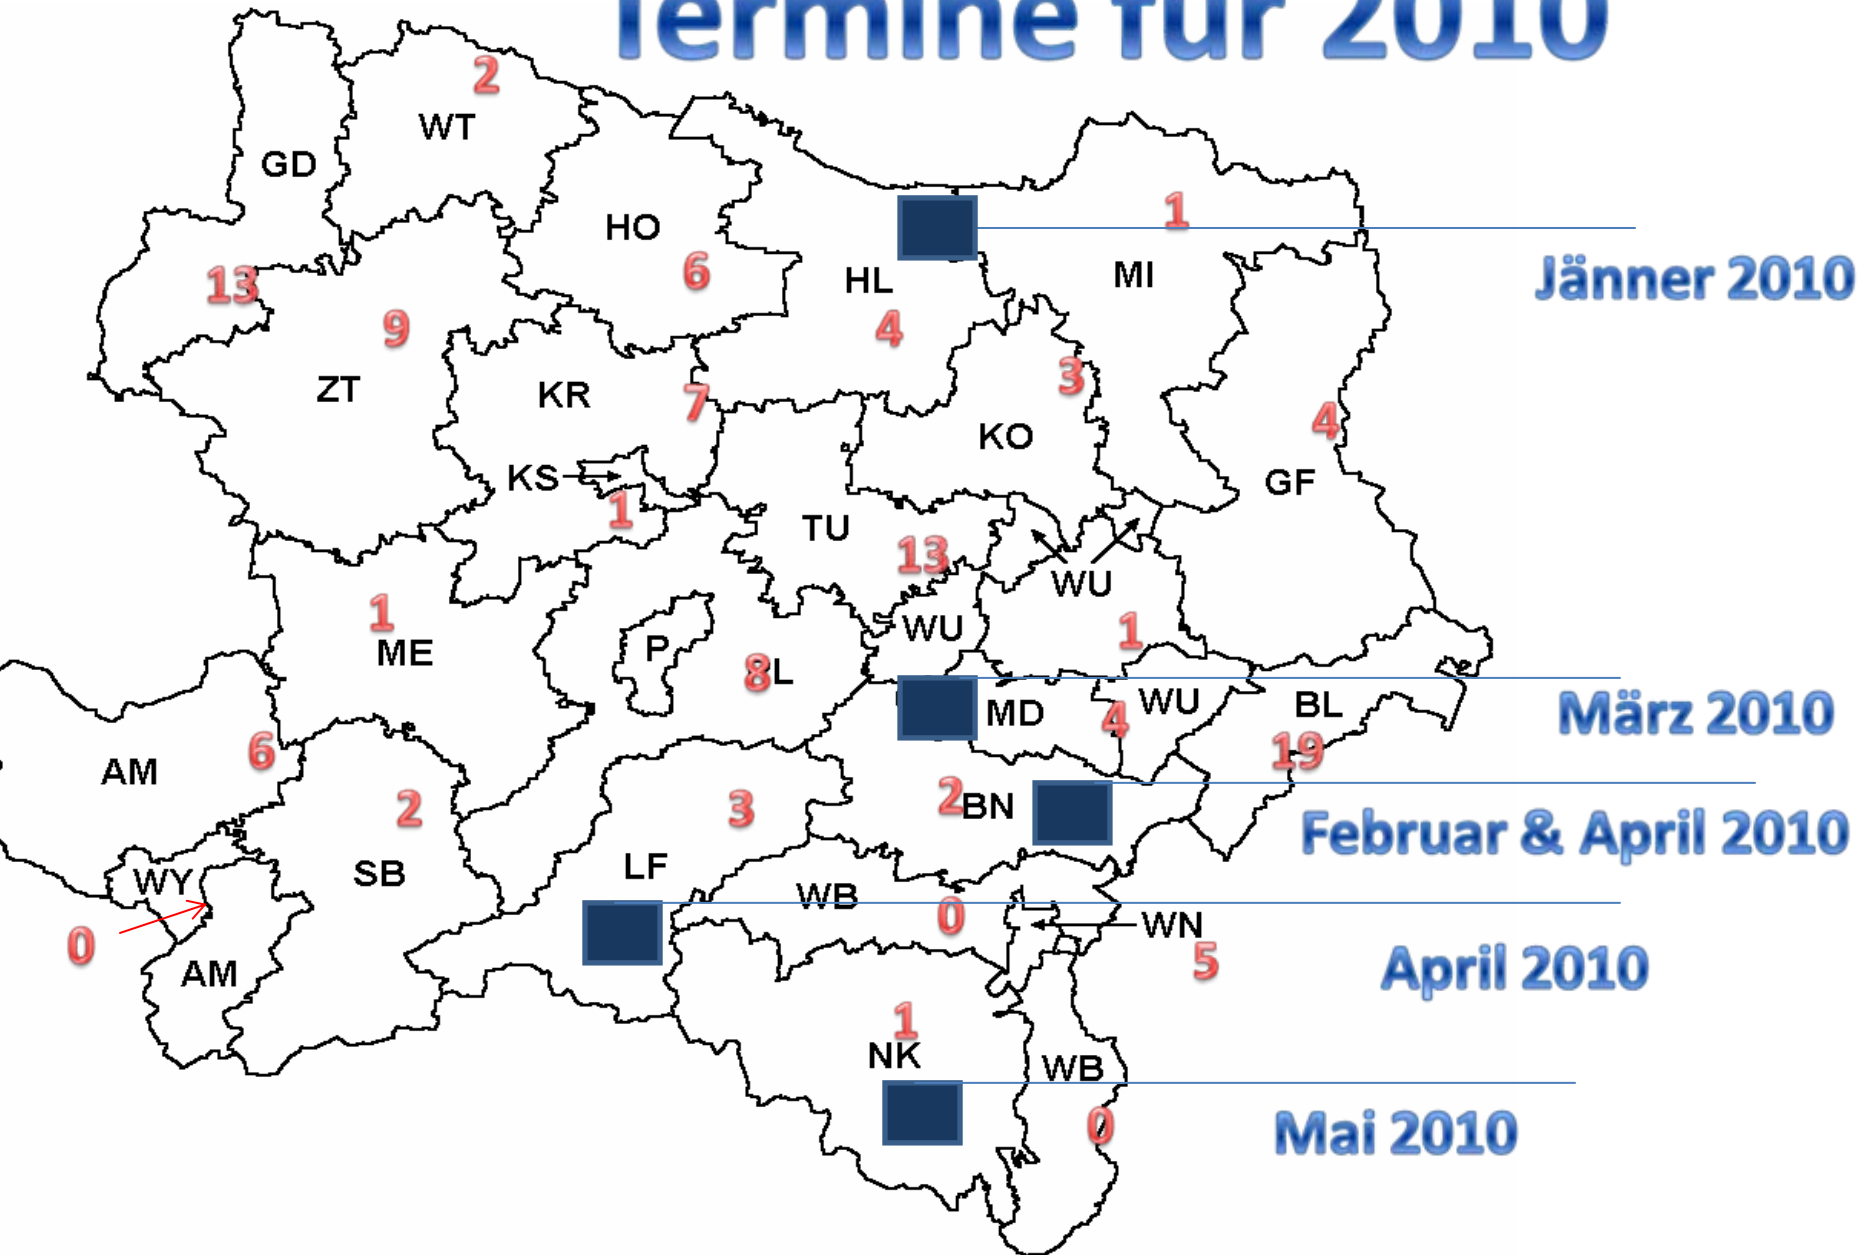 Termine für 2010
2
WT
GD
HO
1
MI
Jänner 2010
13
6
HL
9
4
ZT
KR
7
3
KO
4
GF
KS
1
TU
13
WU
1
ME
WU
1
P
8 L
MD
WU
BL
März 2010
4
19
AM
6
2
3
2 BN
Februar & April 2010
WY
SB
LF
WB
0
WN
0
5
AM
April 2010
1
NK
WB
0
Mai 2010